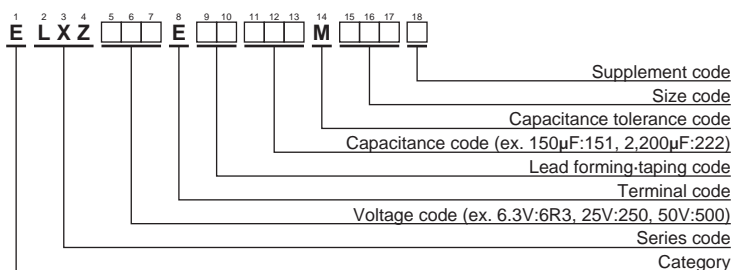 1 2 3 4 5 6 7 8 9 10 11 12 13 14 15 16 17 18
E L X Z E M
Supplement code
Size code
Capacitance tolerance code
Capacitance code (ex. 150μF:151, 2,200μF:222)
Lead forming·taping code
Terminal code
Voltage code (ex. 6.3V:6R3, 25V:250, 50V:500)
Series code
Category